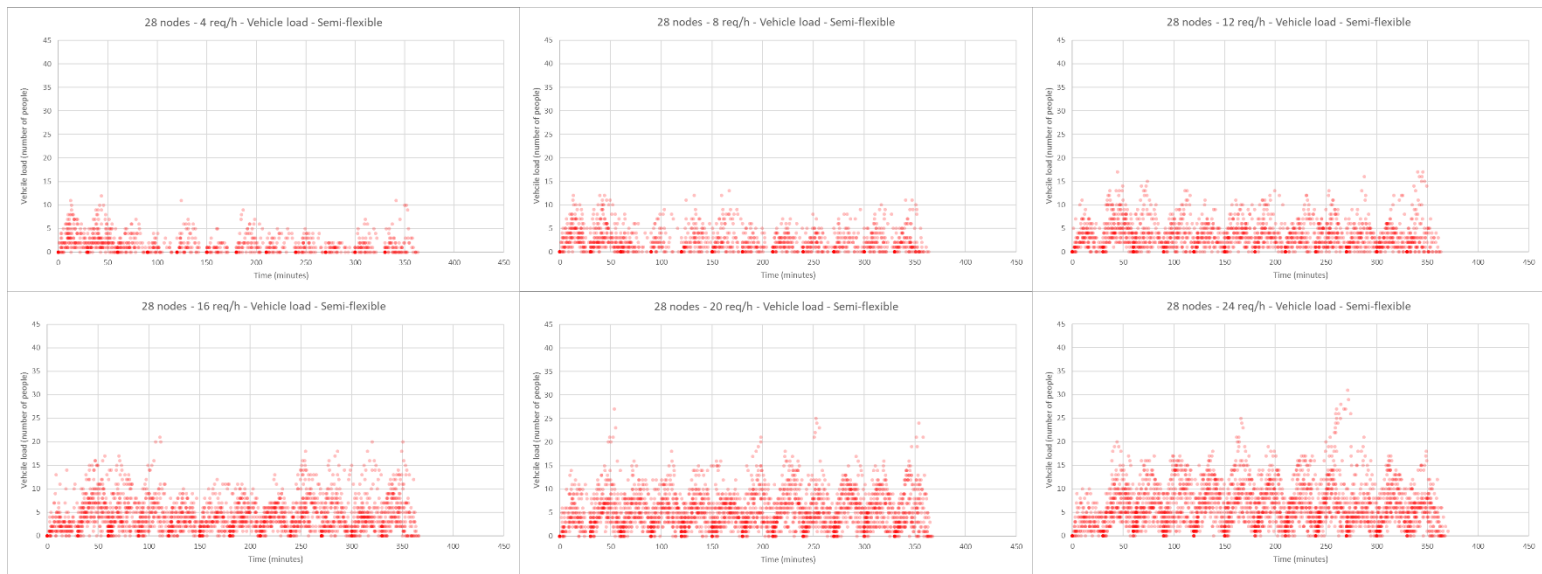 28 nodes - 4 req/h - Vehicle load - Semi-flexible
Vehcile load (number of people)
45
40
35
30
25
20
15
10
5
0
0 50 100 150 200 250 300 350 400 450
Time (minutes)
28 nodes - 8 req/h - Vehicle load - Semi-flexible
Vehcile load (number of people)
45
40
35
30
25
20
15
10
5
0
0 50 100 150 200 250 300 350 400 450
Time (minutes)
28 nodes - 12 req/h - Vehicle load - Semi-flexible
Vehcile load (number of people)
45
40
35
30
25
20
15
10
5
0
0 50 100 150 200 250 300 350 400 450
Time (minutes)
28 nodes - 16 req/h - Vehicle load - Semi-flexible
Vehcile load (number of people)
45
40
35
30
25
20
15
10
5
0
0 50 100 150 200 250 300 350 400 450
Time (minutes)
28 nodes - 20 req/h - Vehicle load - Semi-flexible
Vehcile load (number of people)
45
40
35
30
25
20
15
10
5
0
0 50 100 150 200 250 300 350 400 450
Time (minutes)
28 nodes - 24 req/h - Vehicle load - Semi-flexible
Vehcile load (number of people)
45
40
35
30
25
20
15
10
5
0
0 50 100 150 200 250 300 350 400 450
Time (minutes)